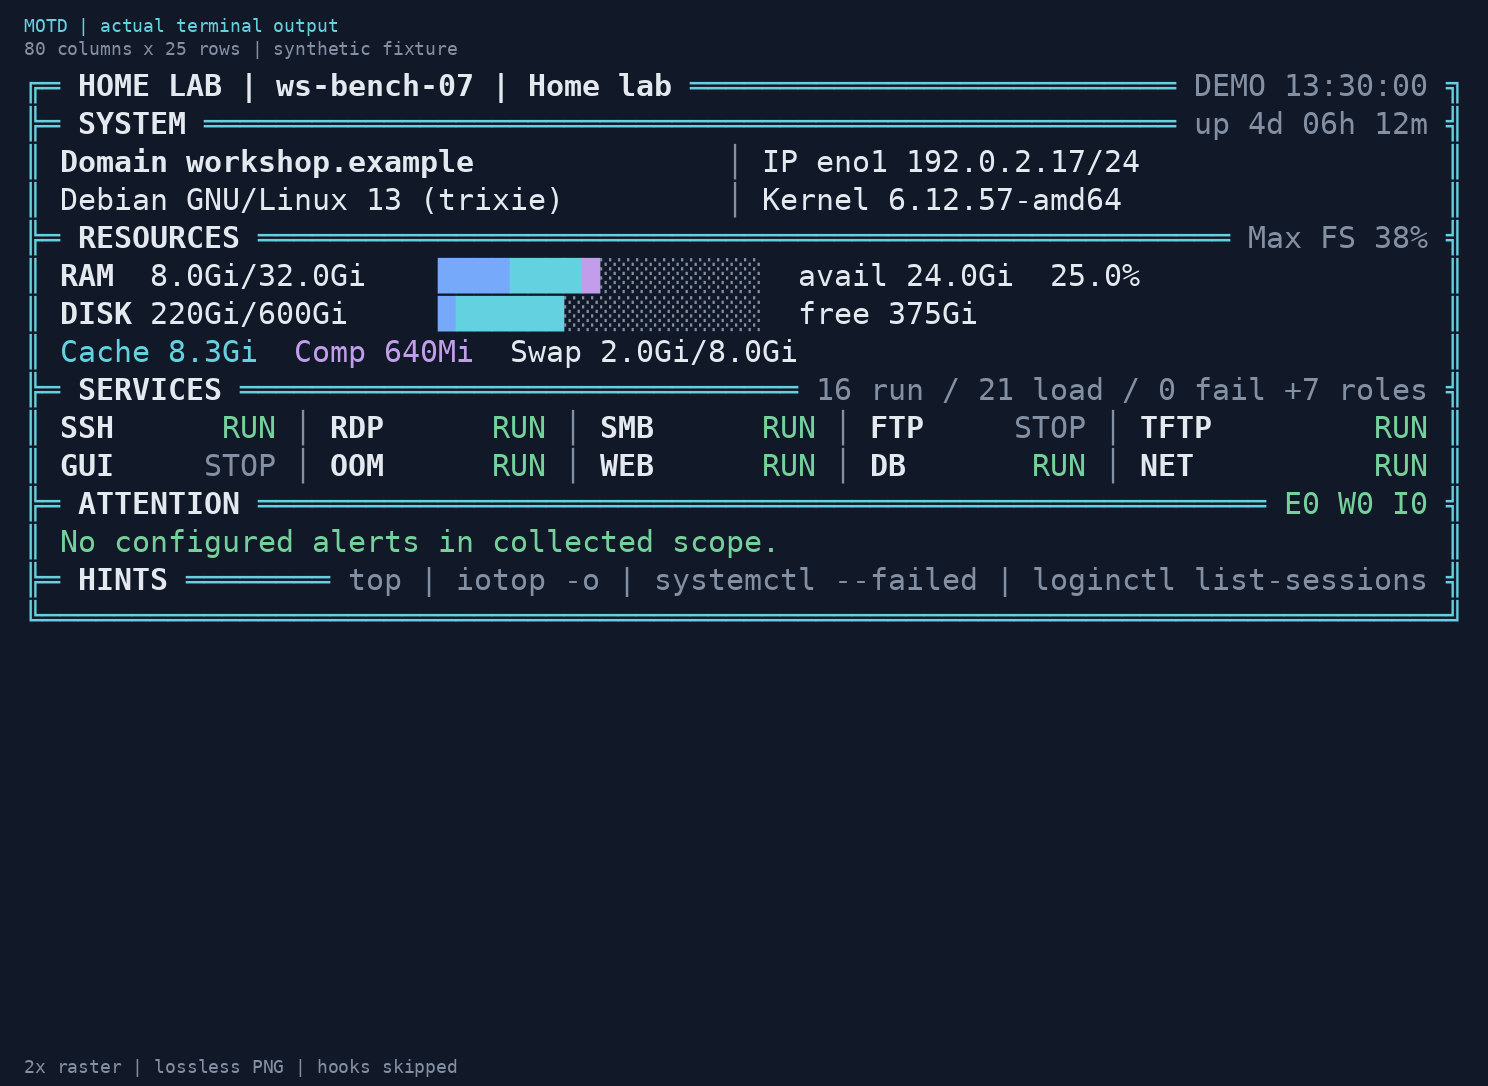 MOTD | actual terminal output
80 columns x 25 rows | synthetic fixture
HOME LAB | ws-bench-07 | Home lab DEMO 13:30:00
SYSTEM up 4d 06h 12m
Domain workshop.example │ IP eno1 192.0.2.17/24
Debian GNU/Linux 13 (trixie) │ Kernel 6.12.57-amd64
RESOURCES Max FS 38%
RAM 8.0Gi/32.0Gi avail 24.0Gi 25.0%
DISK 220Gi/600Gi free 375Gi
Cache 8.3Gi Comp 640Mi Swap 2.0Gi/8.0Gi
SERVICES 16 run / 21 load / 0 fail +7 roles
SSH RUN │ RDP RUN │ SMB RUN │ FTP STOP │ TFTP RUN
GUI STOP │ OOM RUN │ WEB RUN │ DB RUN │ NET RUN
ATTENTION E0 W0 I0
No configured alerts in collected scope.
HINTS top | iotop -o | systemctl --failed | loginctl list-sessions
2x raster | lossless PNG | hooks skipped